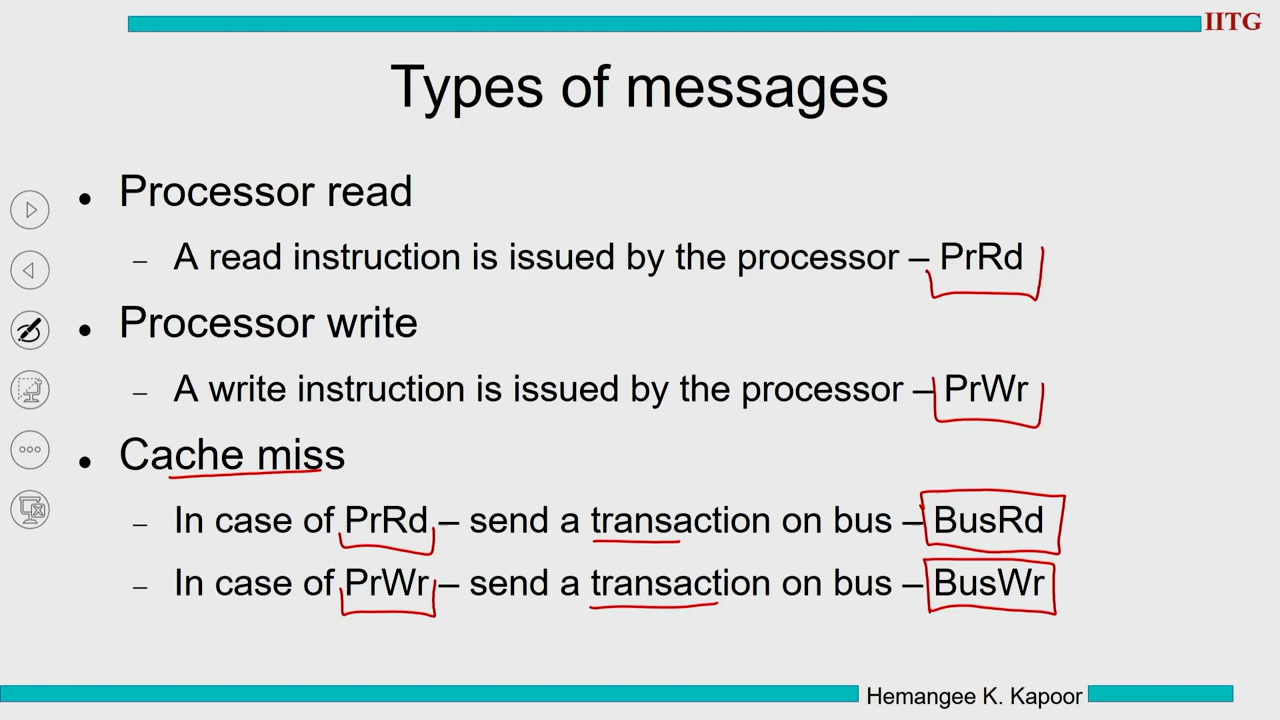 IITG
Types of messages
• Processor read
– A read instruction is issued by the processor – PrRd
• Processor write
– A write instruction is issued by the processor – PrWr
• Cache miss
– In case of PrRd – send a transaction on bus – BusRd
– In case of PrWr – send a transaction on bus – BusWr
Hemangee K. Kapoor